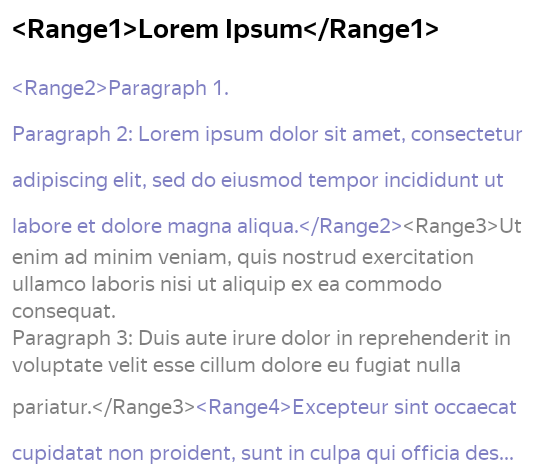 <Range1>Lorem Ipsum</Range1>
<Range2>Paragraph 1.
Paragraph 2: Lorem ipsum dolor sit amet, consectetur
adipiscing elit, sed do eiusmod tempor incididunt ut
labore et dolore magna aliqua.</Range2><Range3>Ut
enim ad minim veniam, quis nostrud exercitation
ullamco laboris nisi ut aliquip ex ea commodo
consequat.
Paragraph 3: Duis aute irure dolor in reprehenderit in
voluptate velit esse cillum dolore eu fugiat nulla
pariatur.</Range3><Range4>Excepteur sint occaecat
cupidatat non proident, sunt in culpa qui officia des...